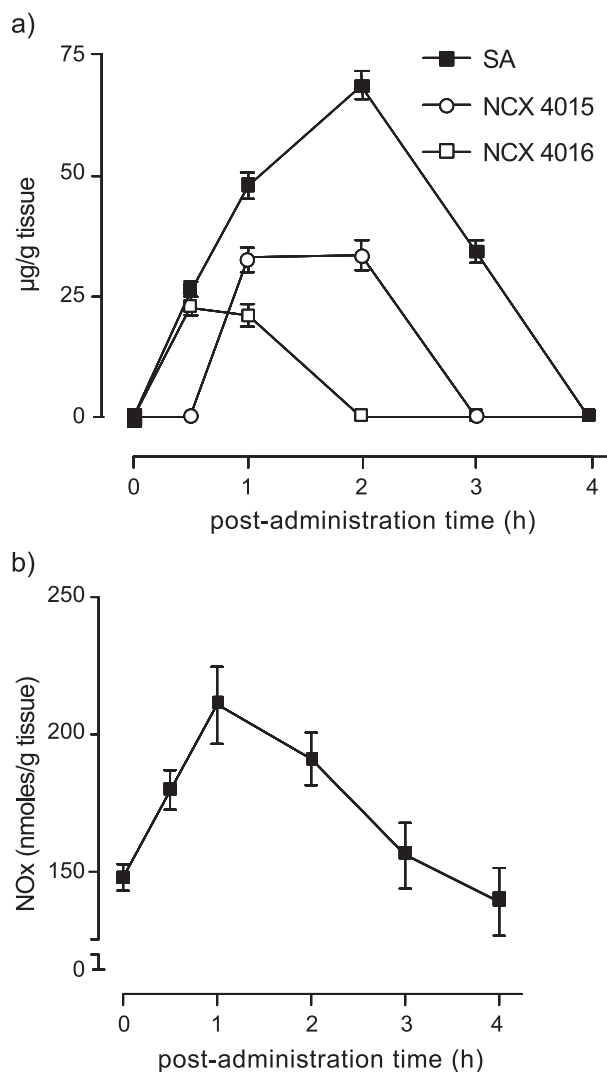 a)
75
50
25
0
µg/g tissue
SA
NCX 4015
NCX 4016
0 1 2 3 4
post-administration time (h)
b)
250
200
150
0
NOx (nmoles/g tissue)
0 1 2 3 4
post-administration time (h)